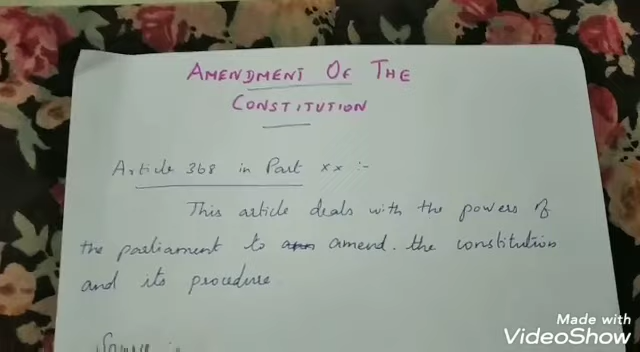 AMENDMENT OF THE
CONSTITUTION
Article 368 in Part xx :-
This article deals with the powers of
the parliament to amend. the constitution
and its procedure
Made with
VideoShow